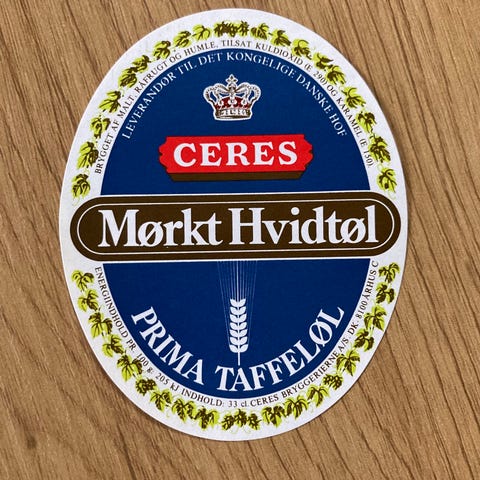 BRYGGET AF MALT, RÅFRUGT OG HUMLE, TILSAT KULDIOXID (E 290) OG KARAMEL (E 150)
LEVERANDØR TIL DET KONGELIGE DANSKE HOF
CERES
Mørkt Hvidtøl
PRIMA TAFFELØL
ENERGIINDHOLD PR. 100 g: 205 kJ INDHOLD: 33 cl CERES BRYGGERIERNE A/S, DK 8100 ÅRHUS C